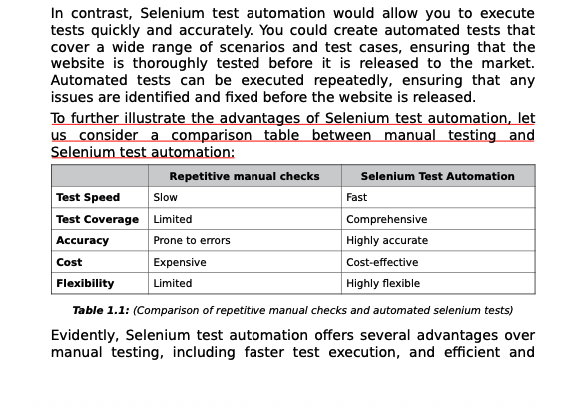 In contrast, Selenium test automation would allow you to execute
tests quickly and accurately. You could create automated tests that
cover a wide range of scenarios and test cases, ensuring that the
website is thoroughly tested before it is released to the market.
Automated tests can be executed repeatedly, ensuring that any
issues are identified and fixed before the website is released.
To further illustrate the advantages of Selenium test automation, let
us consider a comparison table between manual testing and
Selenium test automation:
Repetitive manual checks Selenium Test Automation
Test Speed Slow Fast
Test Coverage Limited Comprehensive
Accuracy Prone to errors Highly accurate
Cost Expensive Cost-effective
Flexibility Limited Highly flexible
Table 1.1: (Comparison of repetitive manual checks and automated selenium tests)
Evidently, Selenium test automation offers several advantages over
manual testing, including faster test execution, and efficient and